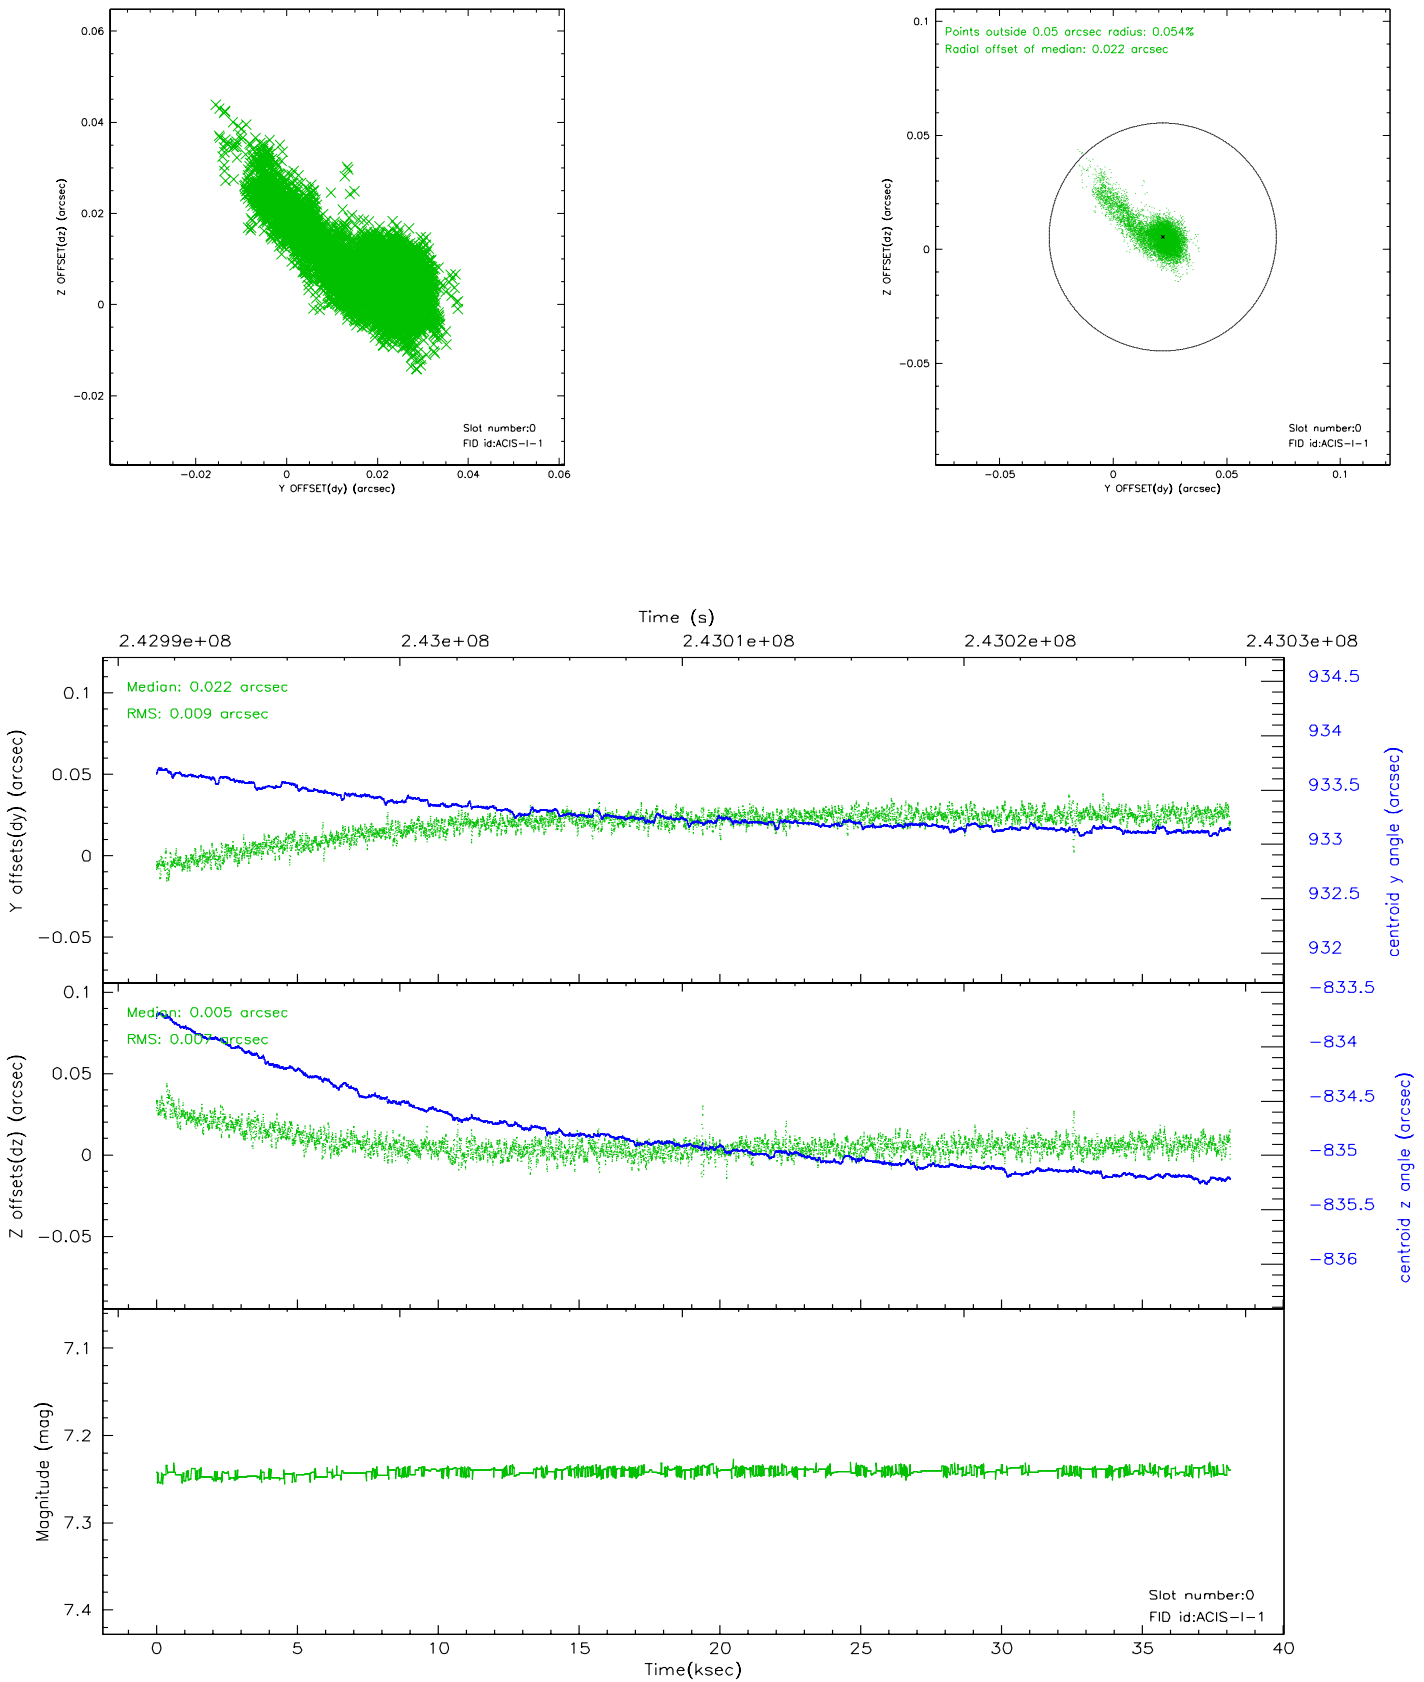 0.06
0.04
0.02
0
−0.02
Z OFFSET(dz) (arcsec)
Slot number:0
FID id:ACIS−I−1
−0.02 0 0.02 0.04 0.06
Y OFFSET(dy) (arcsec)
0.1
0.05
0
−0.05
Z OFFSET(dz) (arcsec)
Points outside 0.05 arcsec radius: 0.054%
Radial offset of median: 0.022 arcsec
Slot number:0
FID id:ACIS−I−1
−0.05 0 0.05 0.1
Y OFFSET(dy) (arcsec)
Time (s)
2.4299e+08 2.43e+08 2.4301e+08 2.4302e+08 2.4303e+08
Median: 0.022 arcsec
RMS: 0.009 arcsec
0.1
0.05
0
−0.05
Y offsets(dy) (arcsec)
934.5
934
933.5
933
932.5
932
centroid y angle (arcsec)
Median: 0.005 arcsec
RMS: 0.007 arcsec
0.1
0.05
0
−0.05
Z offsets(dz) (arcsec)
−833.5
−834
−834.5
−835
−835.5
−836
centroid z angle (arcsec)
7.1
7.2
7.3
7.4
Magnitude (mag)
Slot number:0
FID id:ACIS−I−1
0 5 10 15 20 25 30 35 40
Time(ksec)